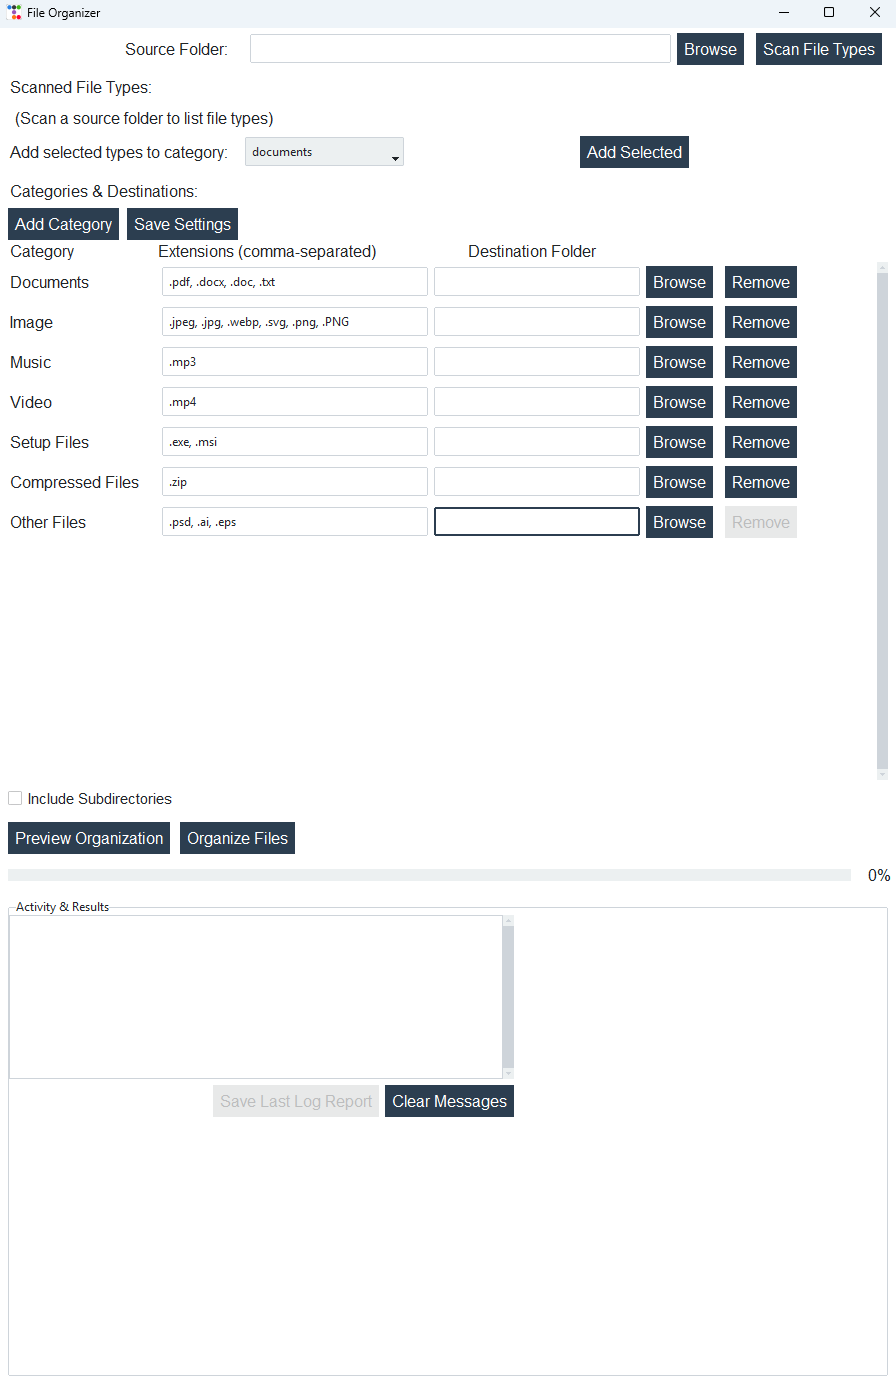 File Organizer
Source Folder: Browse Scan File Types
Scanned File Types:
(Scan a source folder to list file types)
Add selected types to category: documents Add Selected
Categories & Destinations:
Add Category Save Settings
Category Extensions (comma-separated) Destination Folder
Documents .pdf, .docx, .doc, .txt Browse Remove
Image .jpeg, .jpg, .webp, .svg, .png, .PNG Browse Remove
Music .mp3 Browse Remove
Video .mp4 Browse Remove
Setup Files .exe, .msi Browse Remove
Compressed Files .zip Browse Remove
Other Files .psd, .ai, .eps Browse Remove
Include Subdirectories
Preview Organization Organize Files
0%
Activity & Results
Save Last Log Report Clear Messages